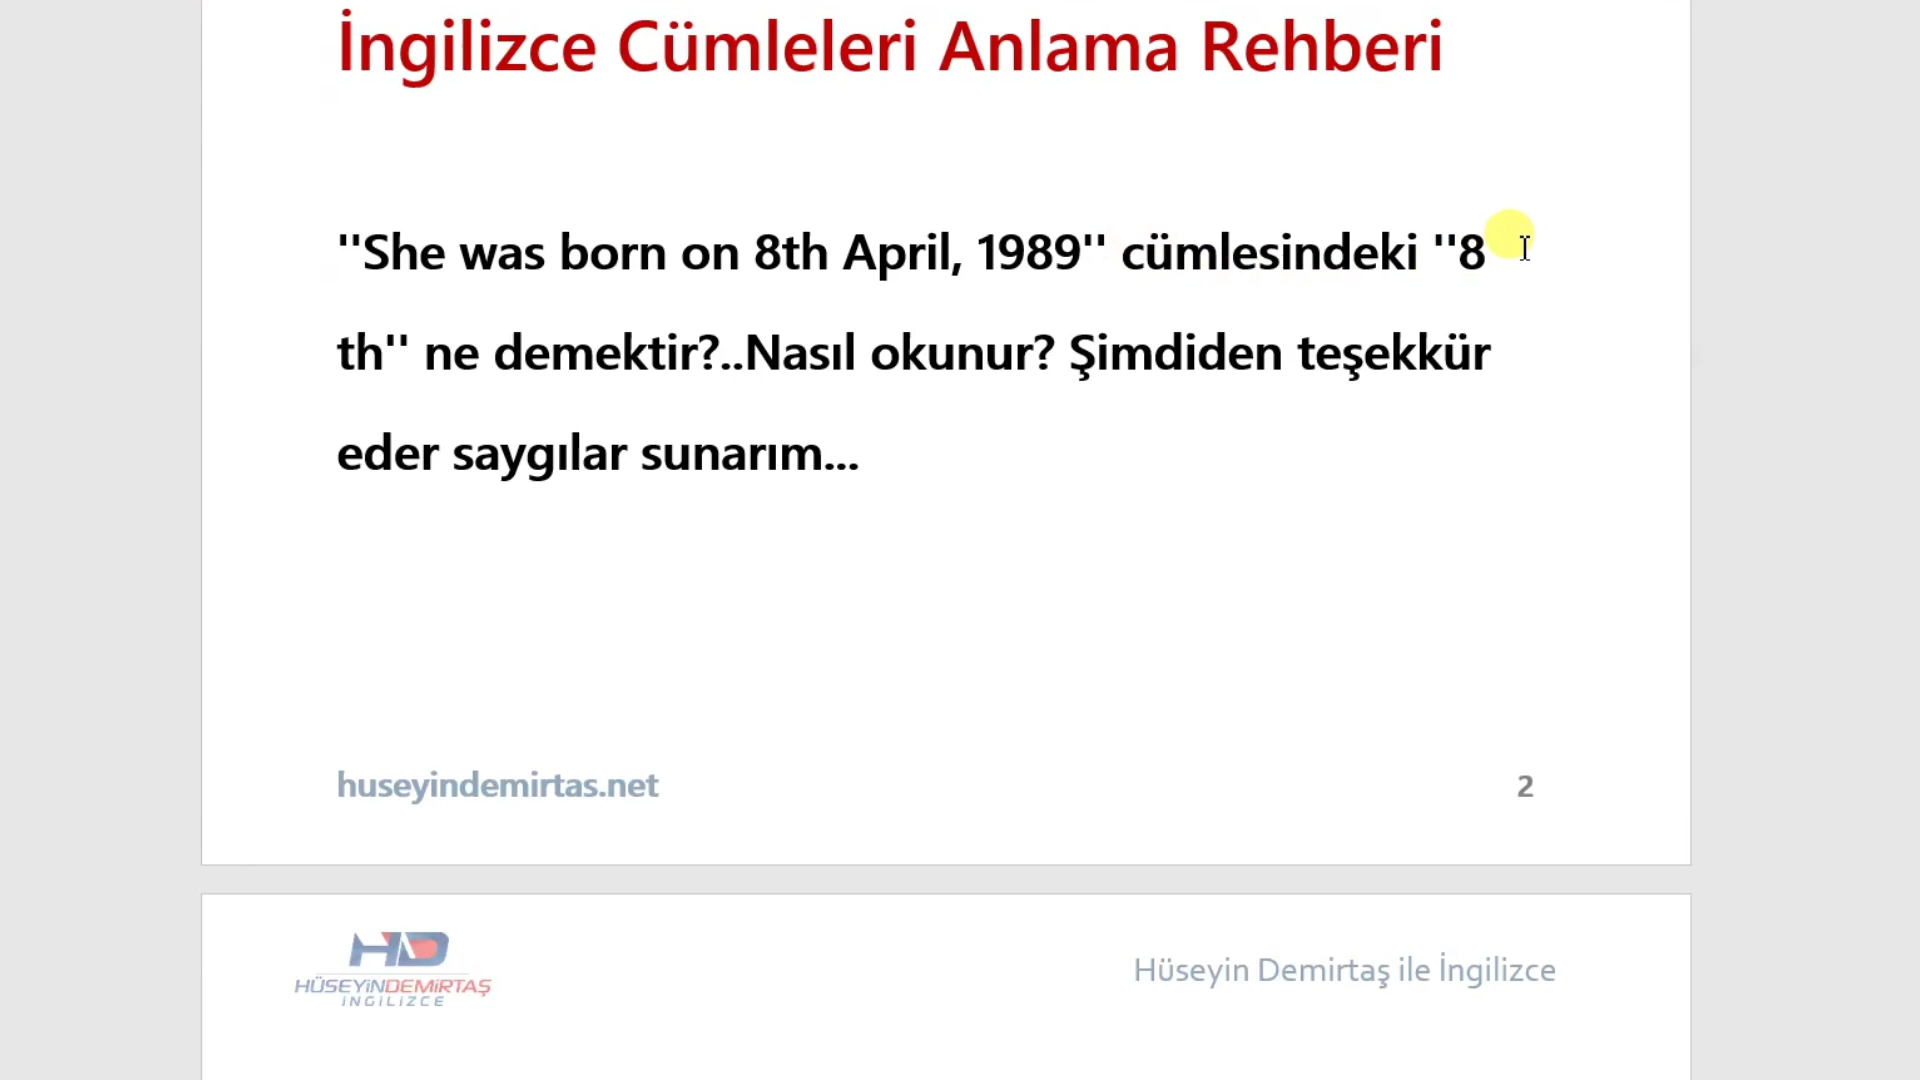 İngilizce Cümleleri Anlama Rehberi
''She was born on 8th April, 1989'' cümlesindeki ''8
th'' ne demektir?..Nasıl okunur? Şimdiden teşekkür
eder saygılar sunarım...
huseyindemirtas.net
2
HD
HÜSEYİNDEMİRTAŞ
İNGİLİZCE
Hüseyin Demirtaş ile İngilizce